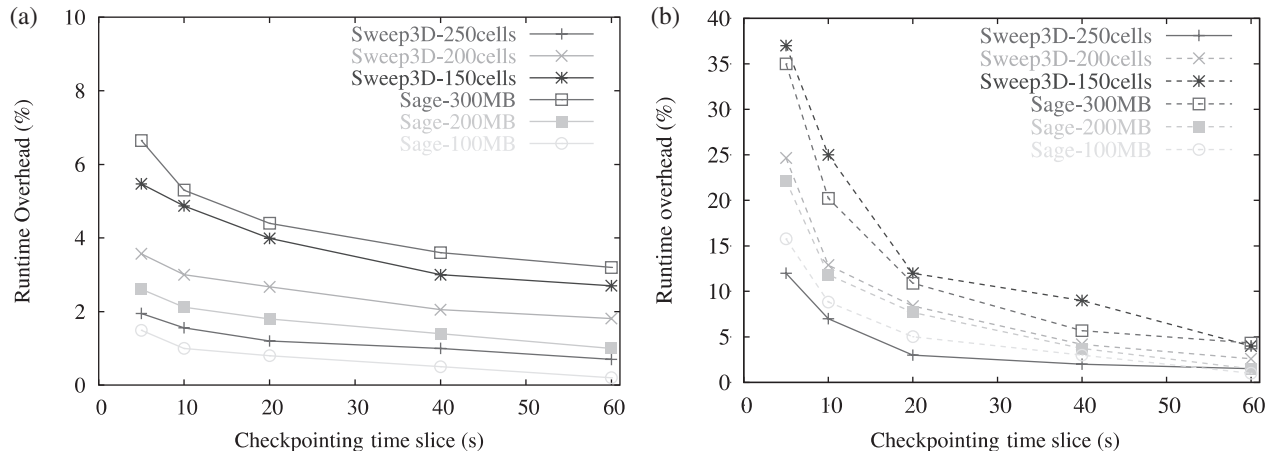 (a)
10
8
6
4
2
0
Runtime Overhead (%)
Sweep3D-250cells
Sweep3D-200cells
Sweep3D-150cells
Sage-300MB
Sage-200MB
Sage-100MB
0 10 20 30 40 50 60
Checkpointing time slice (s)
(b)
40
35
30
25
20
15
10
5
0
Runtime overhead (%)
Sweep3D-250cells
Sweep3D-200cells
Sweep3D-150cells
Sage-300MB
Sage-200MB
Sage-100MB
0 10 20 30 40 50 60
Checkpointing time slice (s)